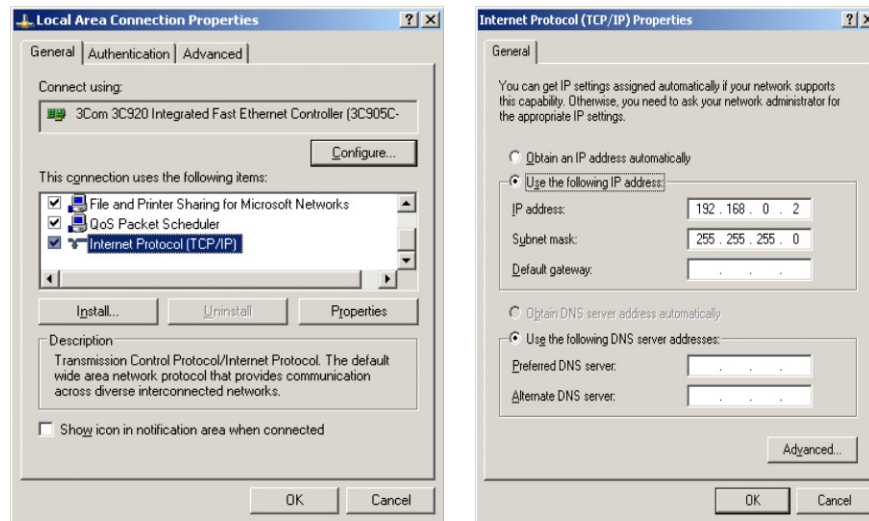 Local Area Connection Properties
General Authentication Advanced
Connect using:
3Com 3C920 Integrated Fast Ethernet Controller (3C905C-
Configure...
This connection uses the following items:
File and Printer Sharing for Microsoft Networks
QoS Packet Scheduler
Internet Protocol (TCP/IP)
Install... Uninstall Properties
Description
Transmission Control Protocol/Internet Protocol. The default
wide area network protocol that provides communication
across diverse interconnected networks.
Show icon in notification area when connected
OK Cancel
Internet Protocol (TCP/IP) Properties
General
You can get IP settings assigned automatically if your network supports
this capability. Otherwise, you need to ask your network administrator for
the appropriate IP settings.
Obtain an IP address automatically
Use the following IP address:
IP address: 192 . 168 . 0 . 2
Subnet mask: 255 . 255 . 255 . 0
Default gateway: . . .
Obtain DNS server address automatically
Use the following DNS server addresses:
Preferred DNS server: . . .
Alternate DNS server: . . .
Advanced...
OK Cancel